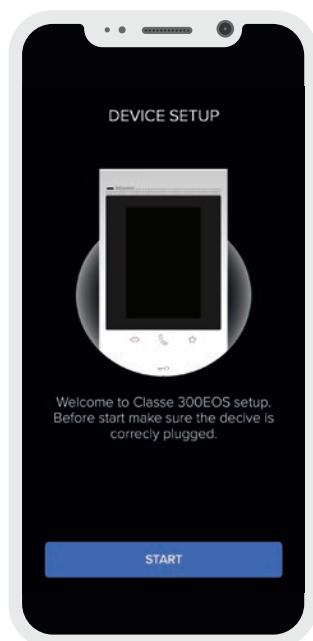 DEVICE SETUP
Welcome to Classe 300EOS setup.
Before start make sure the decive is
correcly plugged.
START